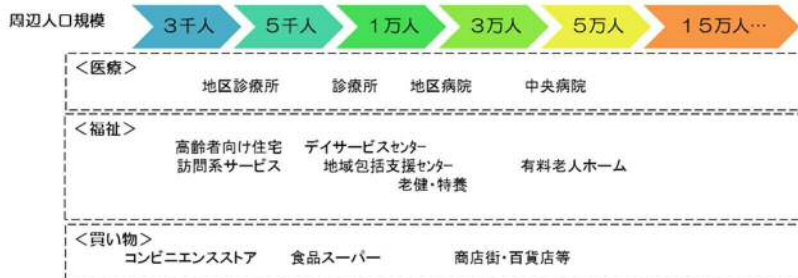 周辺人口規模 3千人 5千人 1万人 3万人 5万人 15万人…
<医療>
地区診療所 診療所 地区病院 中央病院
<福祉>
高齢者向け住宅 デイサービスセンター
訪問系サービス 地域包括支援センター 有料老人ホーム
老健・特養
<買い物>
コンビニエンスストア 食品スーパー 商店街・百貨店等